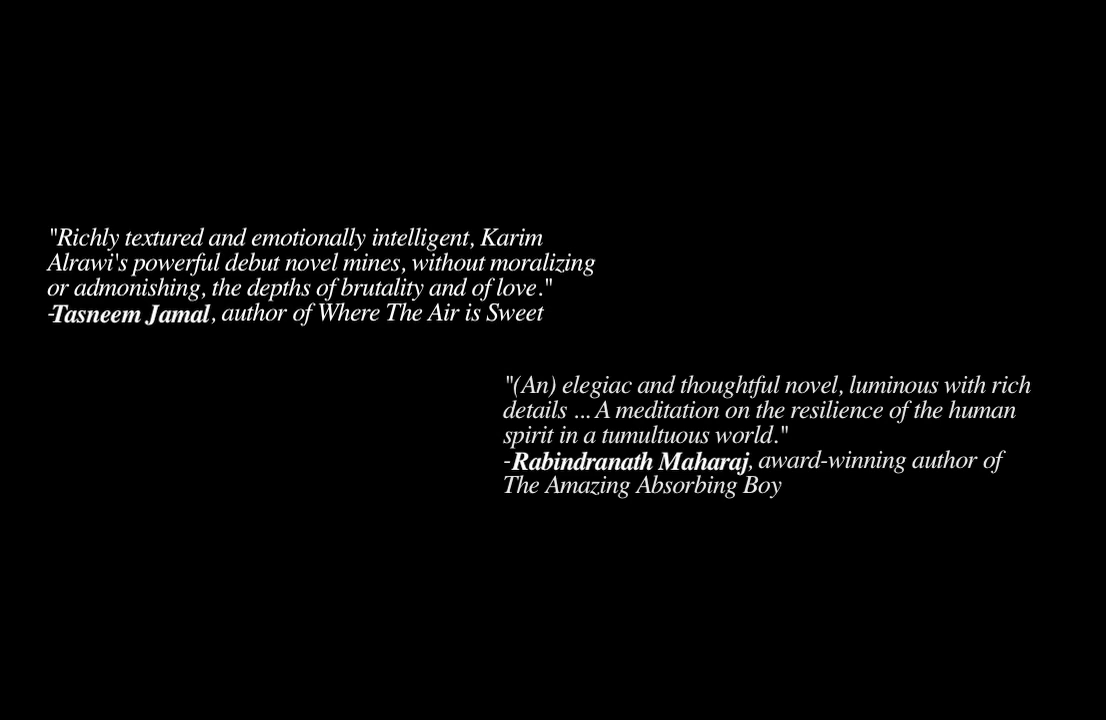 "Richly textured and emotionally intelligent, Karim
Alrawi's powerful debut novel mines, without moralizing
or admonishing, the depths of brutality and of love."
-Tasneem Jamal, author of Where The Air is Sweet
"(An) elegiac and thoughtful novel, luminous with rich
details ... A meditation on the resilience of the human
spirit in a tumultuous world."
-Rabindranath Maharaj, award-winning author of
The Amazing Absorbing Boy